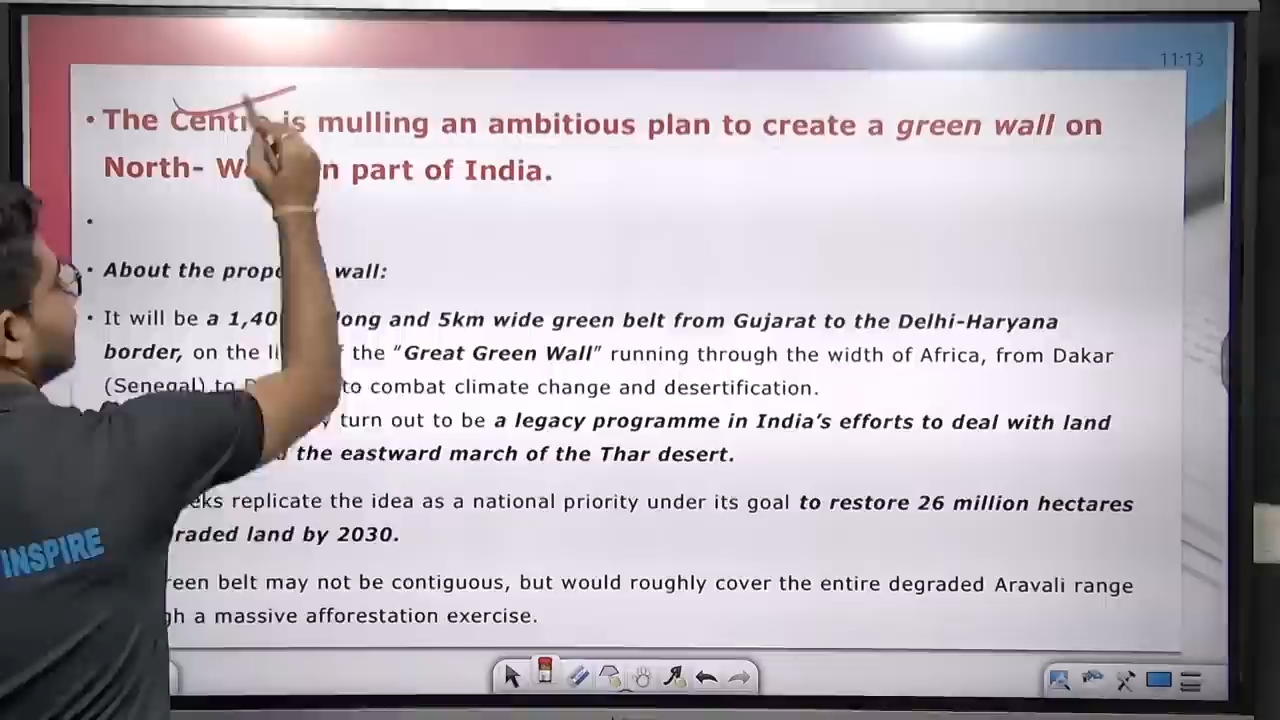 11:13
• The Centre is mulling an ambitious plan to create a green wall on
North- W n part of India.
•
• About the prop wall:
• It will be a 1,40 long and 5km wide green belt from Gujarat to the Delhi-Haryana
border, on the li the “Great Green Wall” running through the width of Africa, from Dakar
(Senegal) to D to combat climate change and desertification.
turn out to be a legacy programme in India’s efforts to deal with land
the eastward march of the Thar desert.
eks replicate the idea as a national priority under its goal to restore 26 million hectares
raded land by 2030.
reen belt may not be contiguous, but would roughly cover the entire degraded Aravali range
gh a massive afforestation exercise.
INSPIRE